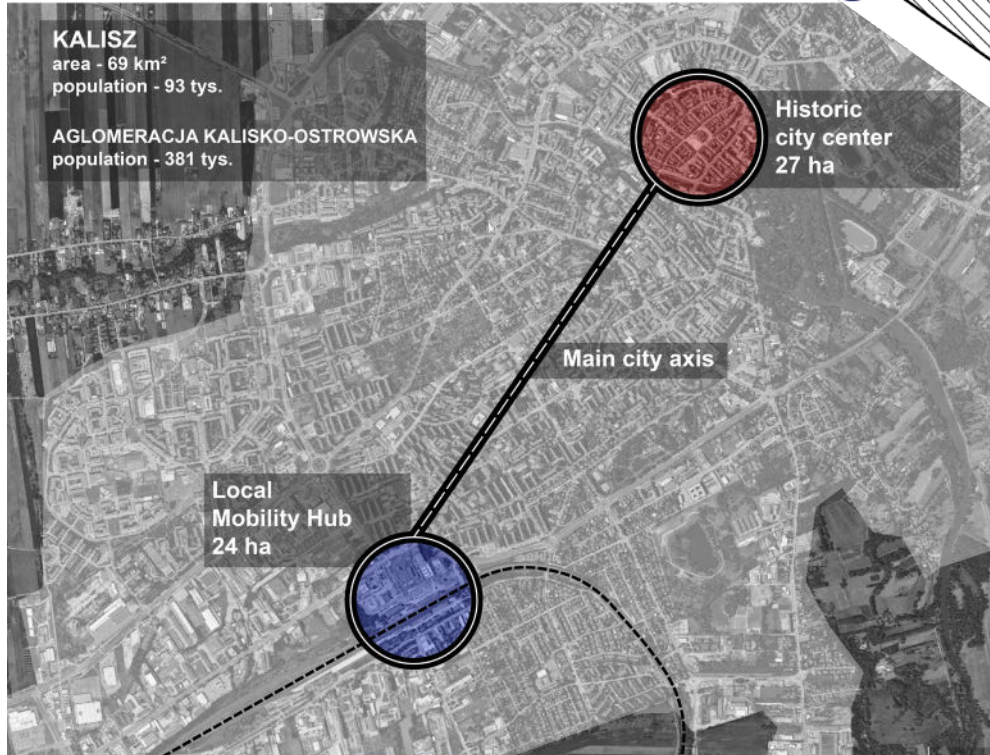 KALISZ
area - 69 km²
population - 93 tys.
AGLOMERACJA KALISKO-OSTROWSKA
population - 381 tys.
Historic
city center
27 ha
Main city axis
Local
Mobility Hub
24 ha